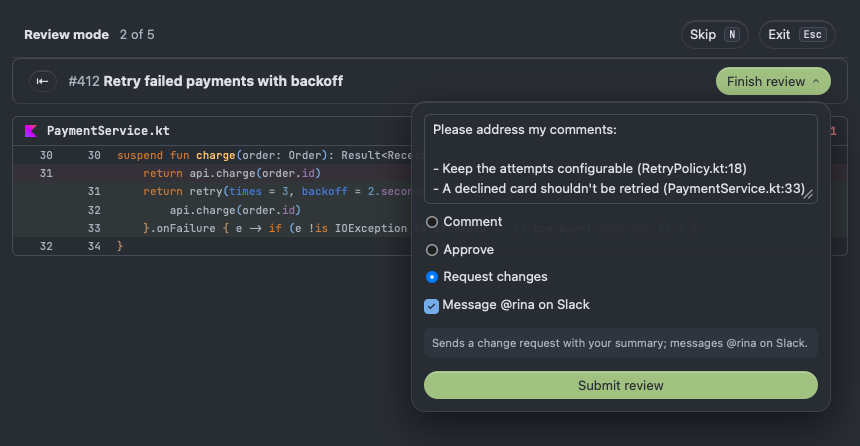 Review mode 2 of 5 Skip N Exit Esc
#412 Retry failed payments with backoff Finish review
PaymentService.kt 1
30 30 suspend fun charge(order: Order): Result<Rece
31 return api.charge(order.id)
31 return retry(times = 3, backoff = 2.secon
32 api.charge(order.id)
33 }.onFailure { e -> if (e !is IOException
32 34 }
Please address my comments:
- Keep the attempts configurable (RetryPolicy.kt:18)
- A declined card shouldn't be retried (PaymentService.kt:33)
Comment
Approve
Request changes
Message @rina on Slack
Sends a change request with your summary; messages @rina on Slack.
Submit review